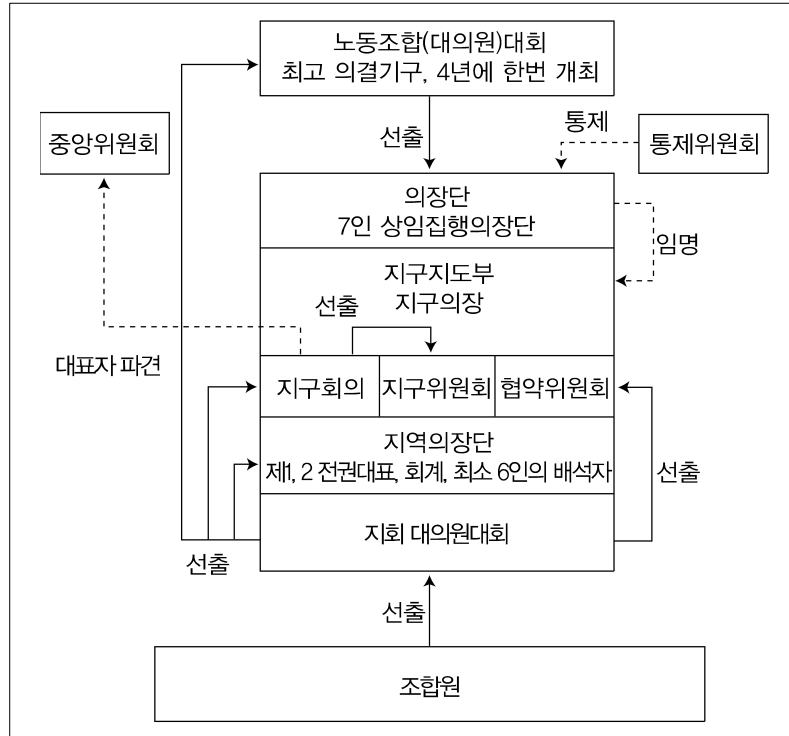 노동조합(대의원)대회
최고 의결기구, 4년에 한번 개최
선출
통제
중앙위원회
통제위원회
의장단
7인 상임집행의장단
임명
지구지도부
지구의장
선출
대표자 파견
지구회의
지구위원회
협약위원회
지역의장단
제1, 2 전권대표, 회계, 최소 6인의 배석자
선출
지회 대의원대회
선출
선출
조합원